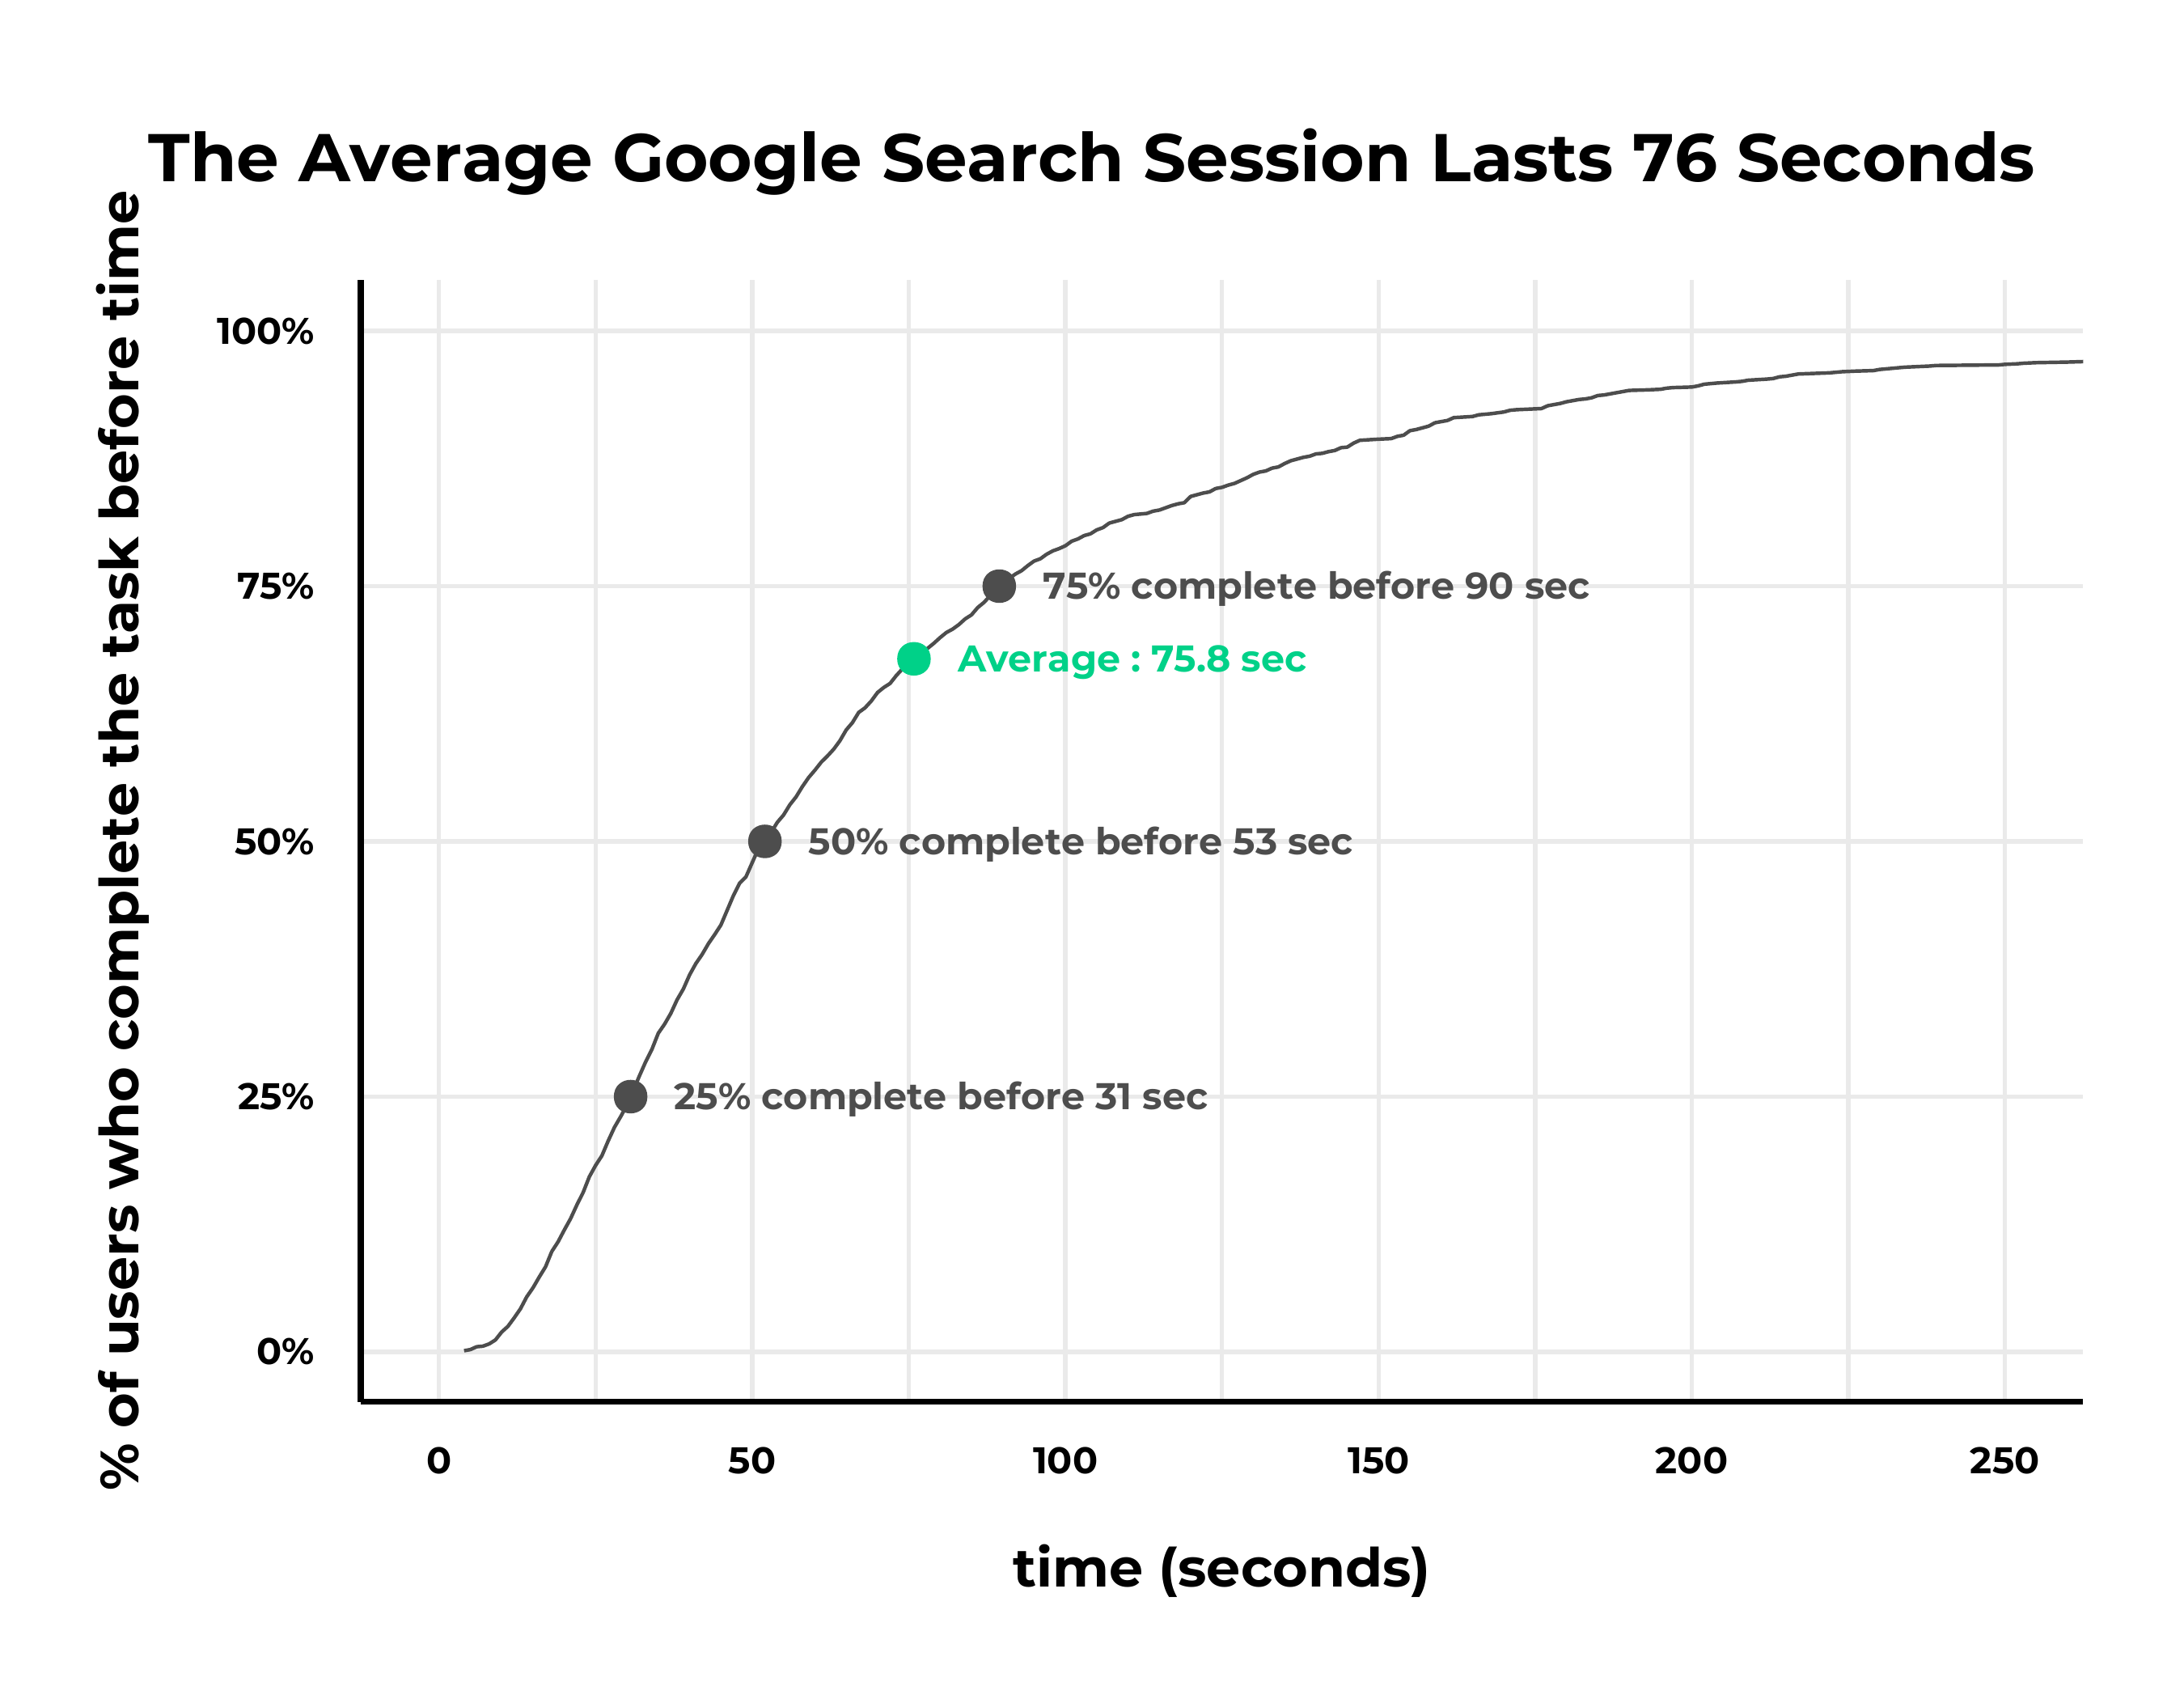 The Average Google Search Session Lasts 76 Seconds
% of users who complete the task before time
100%
75%
50%
25%
0%
75% complete before 90 sec
Average : 75.8 sec
50% complete before 53 sec
25% complete before 31 sec
0
50
100
150
200
250
time (seconds)